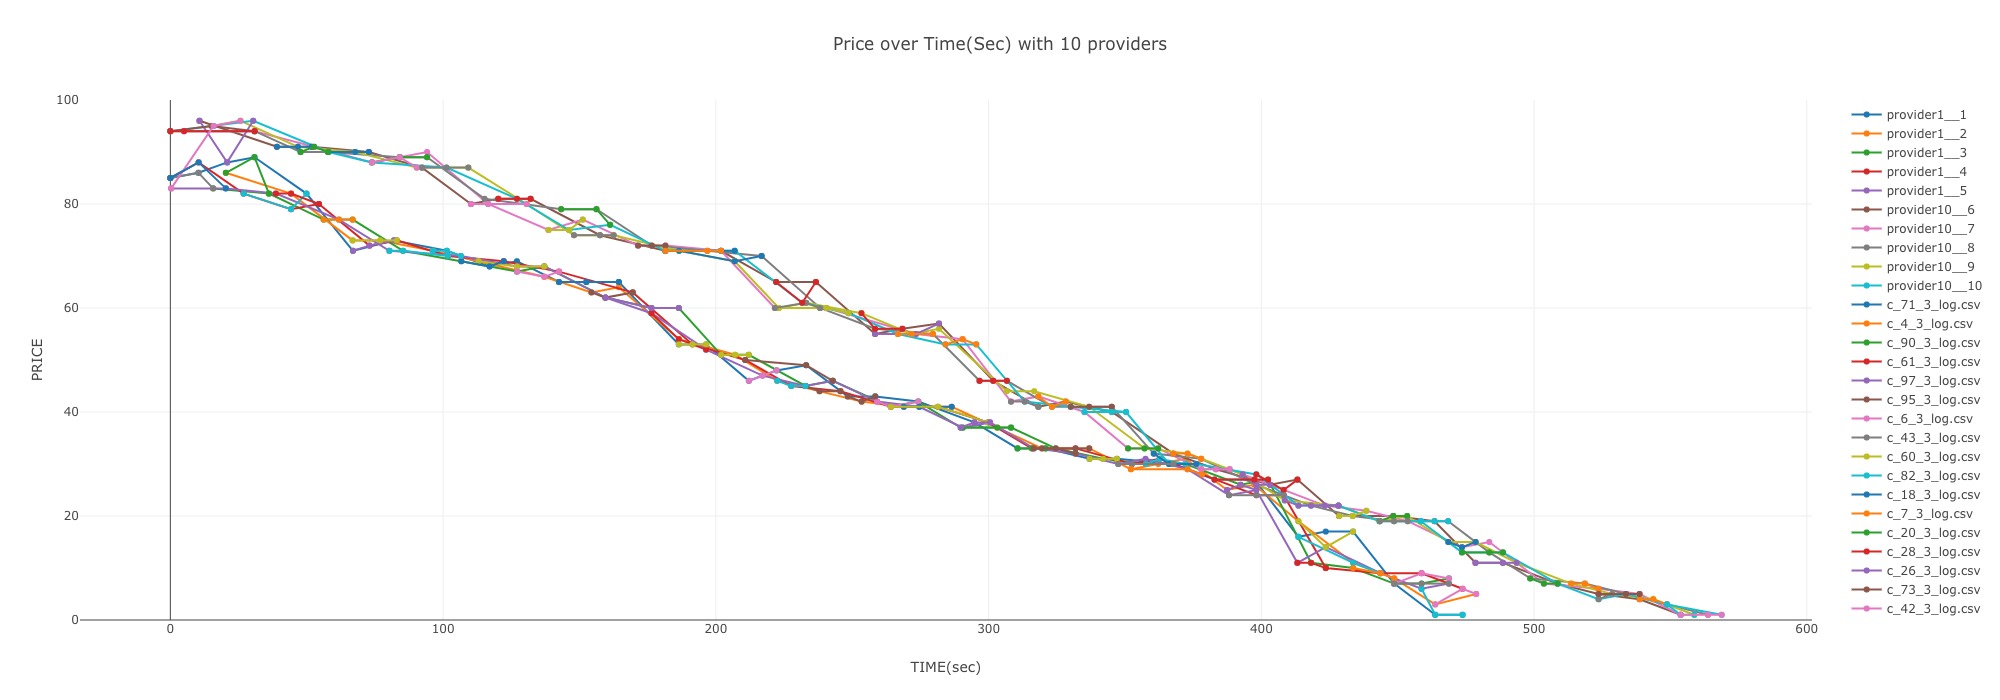 Price over Time(Sec) with 10 providers
100
80
60
40
20
0
PRICE
0 100 200 300 400 500 600
TIME(sec)
provider1__1
provider1__2
provider1__3
provider1__4
provider1__5
provider10__6
provider10__7
provider10__8
provider10__9
provider10__10
c_71_3_log.csv
c_4_3_log.csv
c_90_3_log.csv
c_61_3_log.csv
c_97_3_log.csv
c_95_3_log.csv
c_6_3_log.csv
c_43_3_log.csv
c_60_3_log.csv
c_82_3_log.csv
c_18_3_log.csv
c_7_3_log.csv
c_20_3_log.csv
c_28_3_log.csv
c_26_3_log.csv
c_73_3_log.csv
c_42_3_log.csv